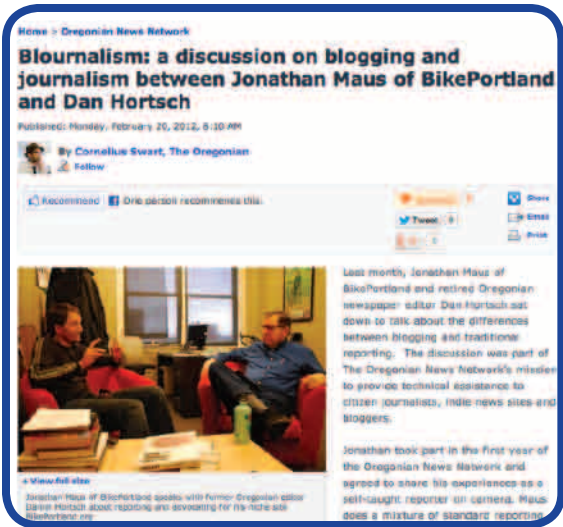 Home > Oregonian News Network
Blournalism: a discussion on blogging and
journalism between Jonathan Maus of BikePortland
and Dan Hortsch
Published: Monday, February 20, 2012, 6:10 AM
By Cornelius Swart, The Oregonian
Follow
Recommend One person recommends this.
Share
Tweet 0
Email
Print
Last month, Jonathan Maus of
BikePortland and retired Oregonian
newspaper editor Dan Hortsch sat
down to talk about the differences
between blogging and traditional
reporting. The discussion was part of
The Oregonian News Network's mission
to provide technical assistance to
citizen journalists, indie news sites and
bloggers.
Jonathan took part in the first year of
the Oregonian News Network and
agreed to share his experiences as a
self-taught reporter on camera. Maus
does a mixture of standard reporting
+ View full size
Jonathan Maus of BikePortland speaks with former Oregonian editor
Daniel Hortsch about reporting and advocating for his niche site
BikePortland.org